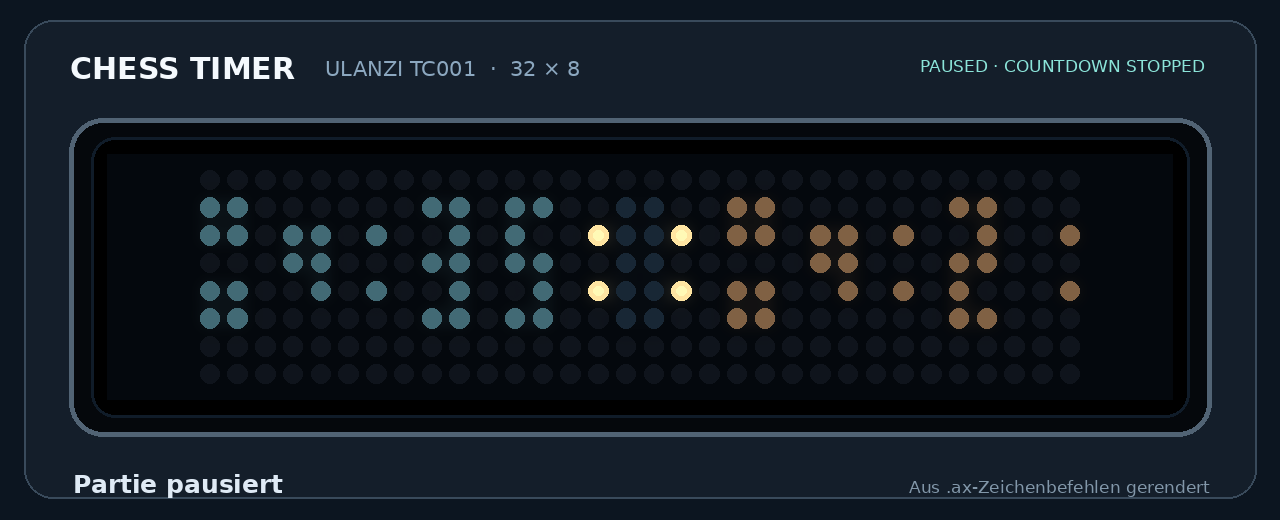 CHESS TIMER ULANZI TC001 · 32 × 8 PAUSED · COUNTDOWN STOPPED
Partie pausiert Aus .ax-Zeichenbefehlen gerendert